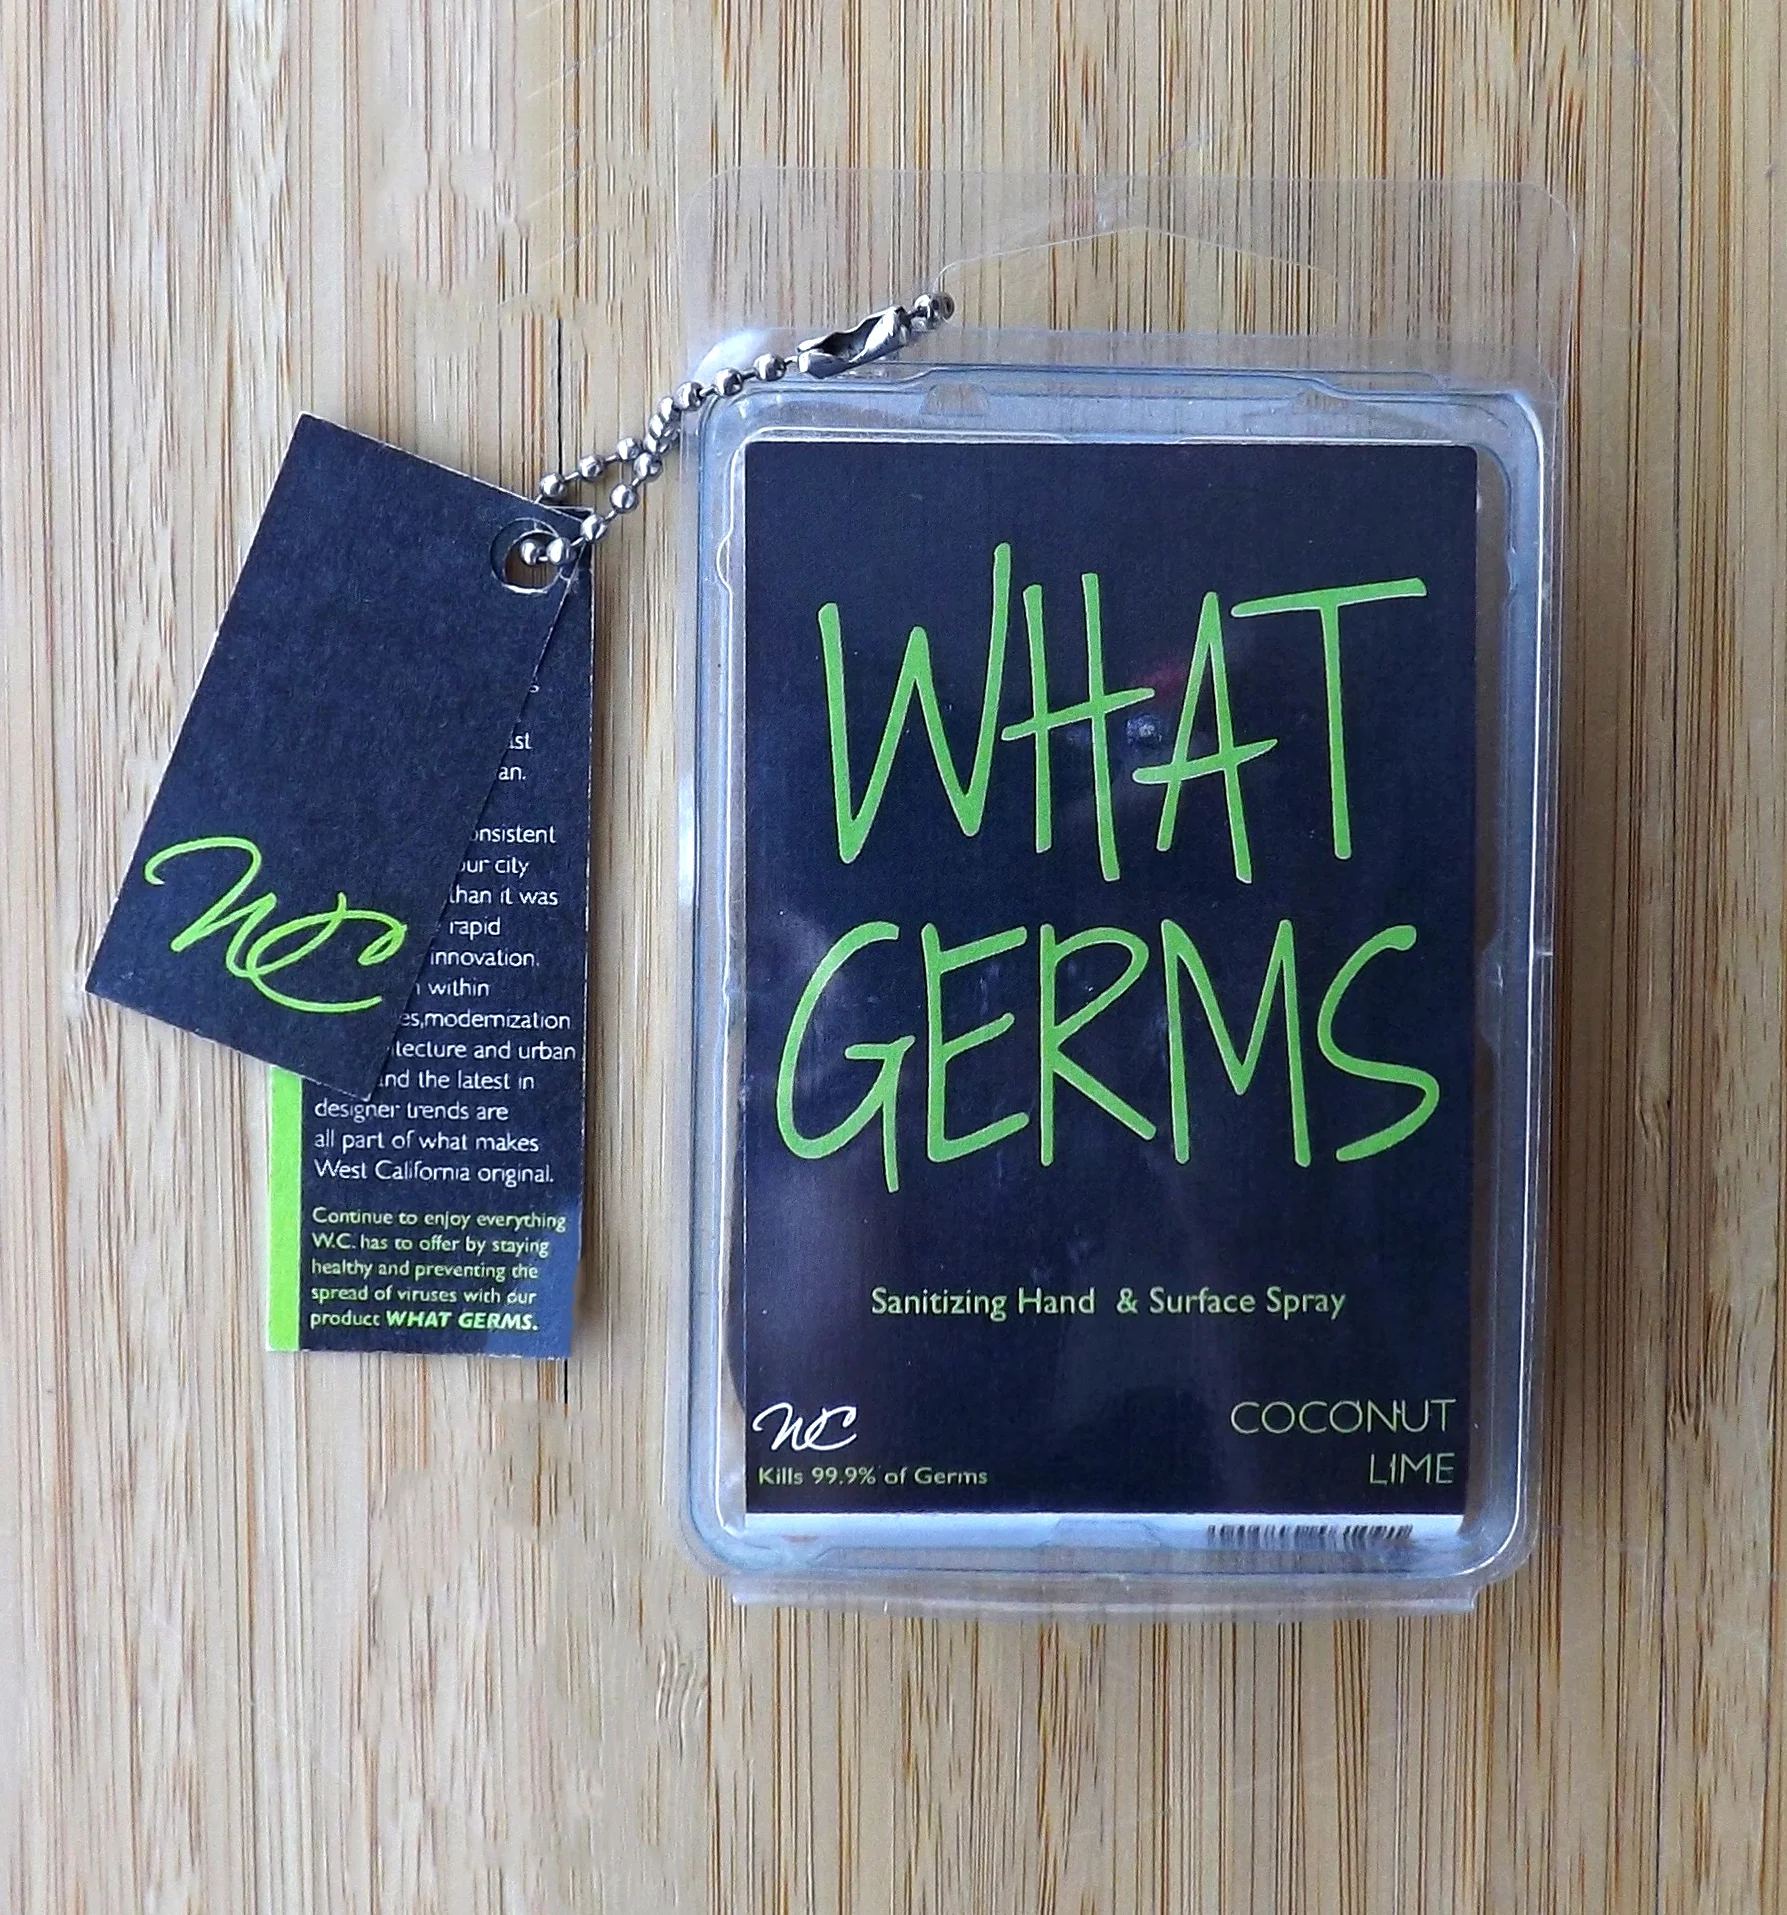 WC
an.
onsistent
our city
than it was
rapid
innovation.
within
es,modernization
itecture and urban
and the latest in
designer trends are
all part of what makes
West California original.
Continue to enjoy everything
W.C. has to offer by staying
healthy and preventing the
spread of viruses with our
product WHAT GERMS.
WHAT
GERMS
Sanitizing Hand & Surface Spray
WC
Kills 99.9% of Germs
COCONUT
LIME